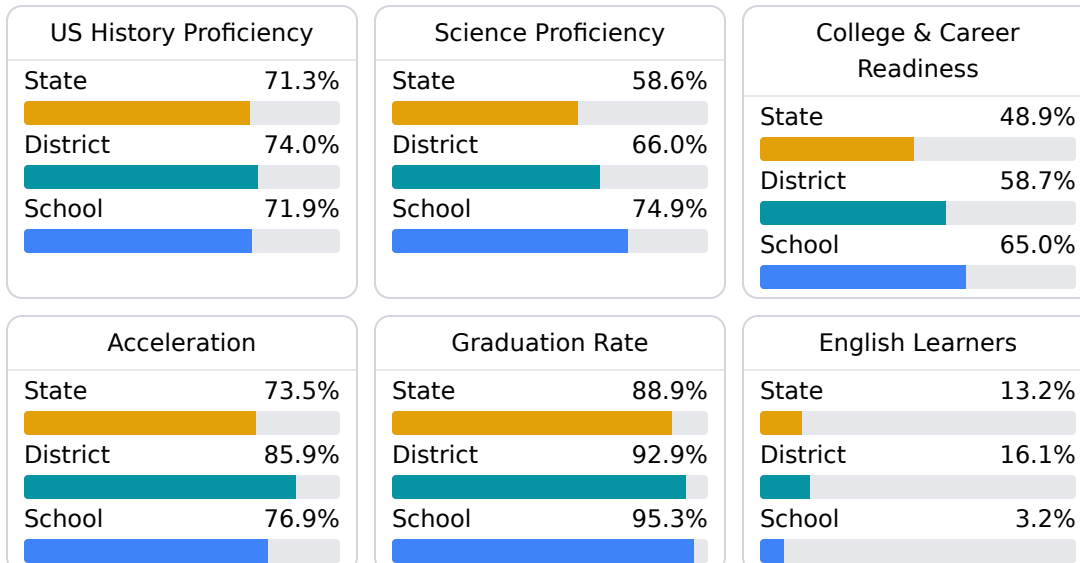 US History Proficiency
State 71.3%
District 74.0%
School 71.9%
Science Proficiency
State 58.6%
District 66.0%
School 74.9%
College & Career
Readiness
State 48.9%
District 58.7%
School 65.0%
Acceleration
State 73.5%
District 85.9%
School 76.9%
Graduation Rate
State 88.9%
District 92.9%
School 95.3%
English Learners
State 13.2%
District 16.1%
School 3.2%